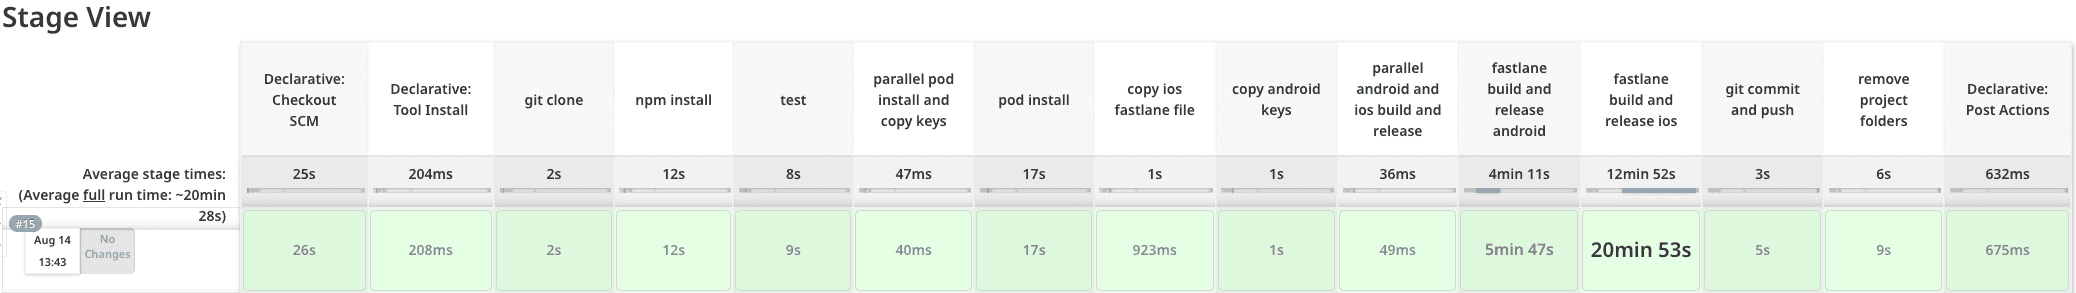 Stage View
Declarative:
Checkout
SCM
Declarative:
Tool Install
git clone
npm install
test
parallel pod
install and
copy keys
pod install
copy ios
fastlane file
copy android
keys
parallel
android and
ios build and
release
fastlane
build and
release
android
fastlane
build and
release ios
git commit
and push
remove
project
folders
Declarative:
Post Actions
Average stage times:
(Average full run time: ~20min
28s)
25s
204ms
2s
12s
8s
47ms
17s
1s
1s
36ms
4min 11s
12min 52s
3s
6s
632ms
#15
Aug 14
13:43
No
Changes
26s
208ms
2s
12s
9s
40ms
17s
923ms
1s
49ms
5min 47s
20min 53s
5s
9s
675ms